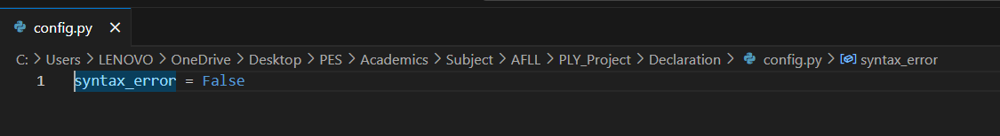 config.py
C: > Users > LENOVO > OneDrive > Desktop > PES > Academics > Subject > AFLL > PLY_Project > Declaration > config.py > syntax_error
1 syntax_error = False